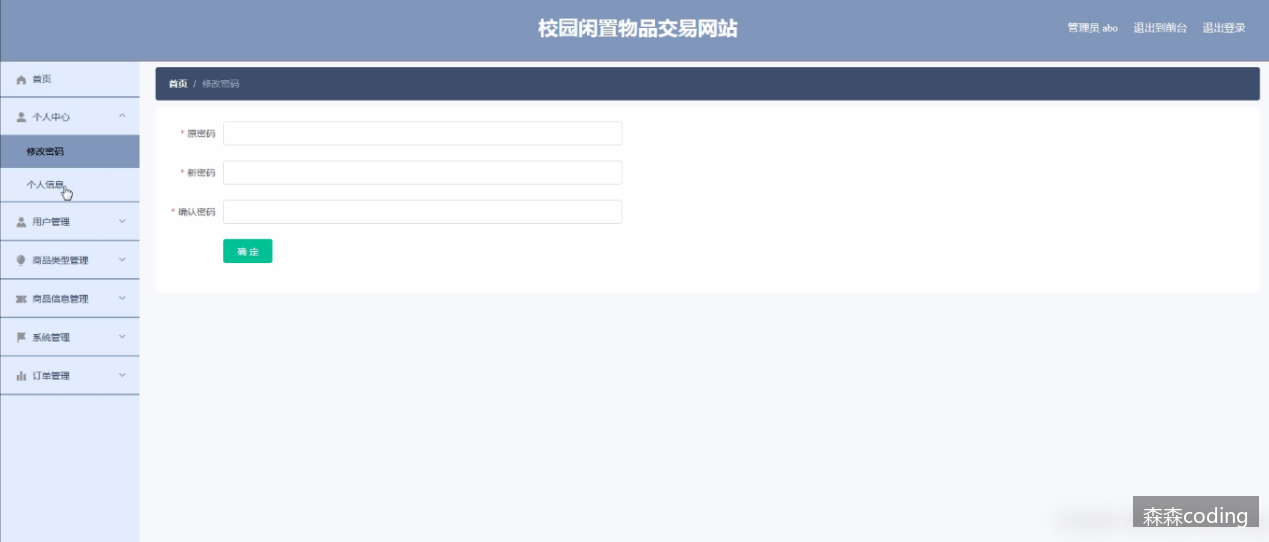 校园闲置物品交易网站
管理员 abo 退出到前台 退出登录
首页
个人中心
修改密码
个人信息
用户管理
商品类型管理
商品信息管理
系统管理
订单管理
首页 / 修改密码
* 原密码
* 新密码
* 确认密码
确 定
森森coding